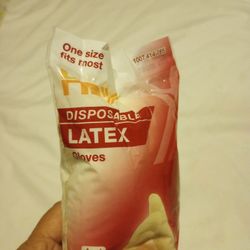 One size
fits most
DISPOSABLE
LATEX
Gloves